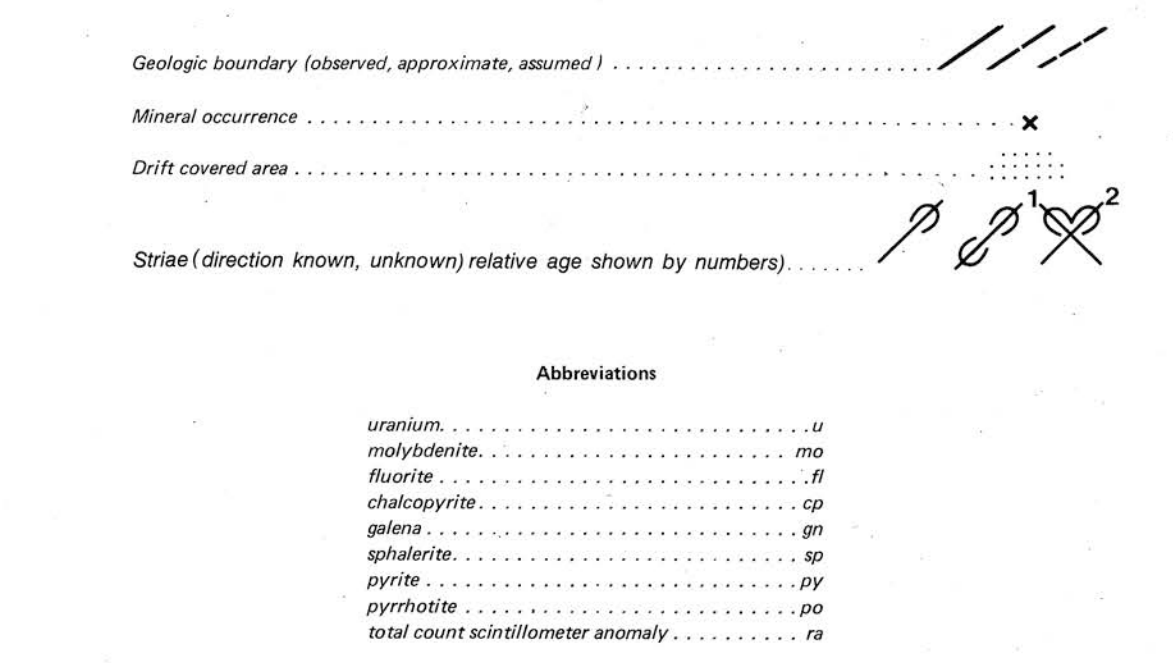 Geologic boundary (observed, approximate, assumed ) . . . . . . . . . . . . . . . . . . . . . . . . .
Mineral occurrence . . . . . . . . . . . . . . . . . . . . . . . . . . . . . . . . . . . . . . . . . . . . . . . . . . . . . . x
Drift covered area . . . . . . . . . . . . . . . . . . . . . . . . . . . . . . . . . . . . . . . . . . . . . . . . . . . . .
1 2
Striae (direction known, unknown) relative age shown by numbers). . . . . . .
Abbreviations
uranium. . . . . . . . . . . . . . . . . . . . . . . . . . . . . u
molybdenite. . . . . . . . . . . . . . . . . . . . . . . . . mo
fluorite . . . . . . . . . . . . . . . . . . . . . . . . . . . . . fl
chalcopyrite . . . . . . . . . . . . . . . . . . . . . . . . . cp
galena . . . . . . . . . . . . . . . . . . . . . . . . . . . . . gn
sphalerite. . . . . . . . . . . . . . . . . . . . . . . . . . . sp
pyrite . . . . . . . . . . . . . . . . . . . . . . . . . . . . . py
pyrrhotite . . . . . . . . . . . . . . . . . . . . . . . . . . po
total count scintillometer anomaly . . . . . . . . . . ra